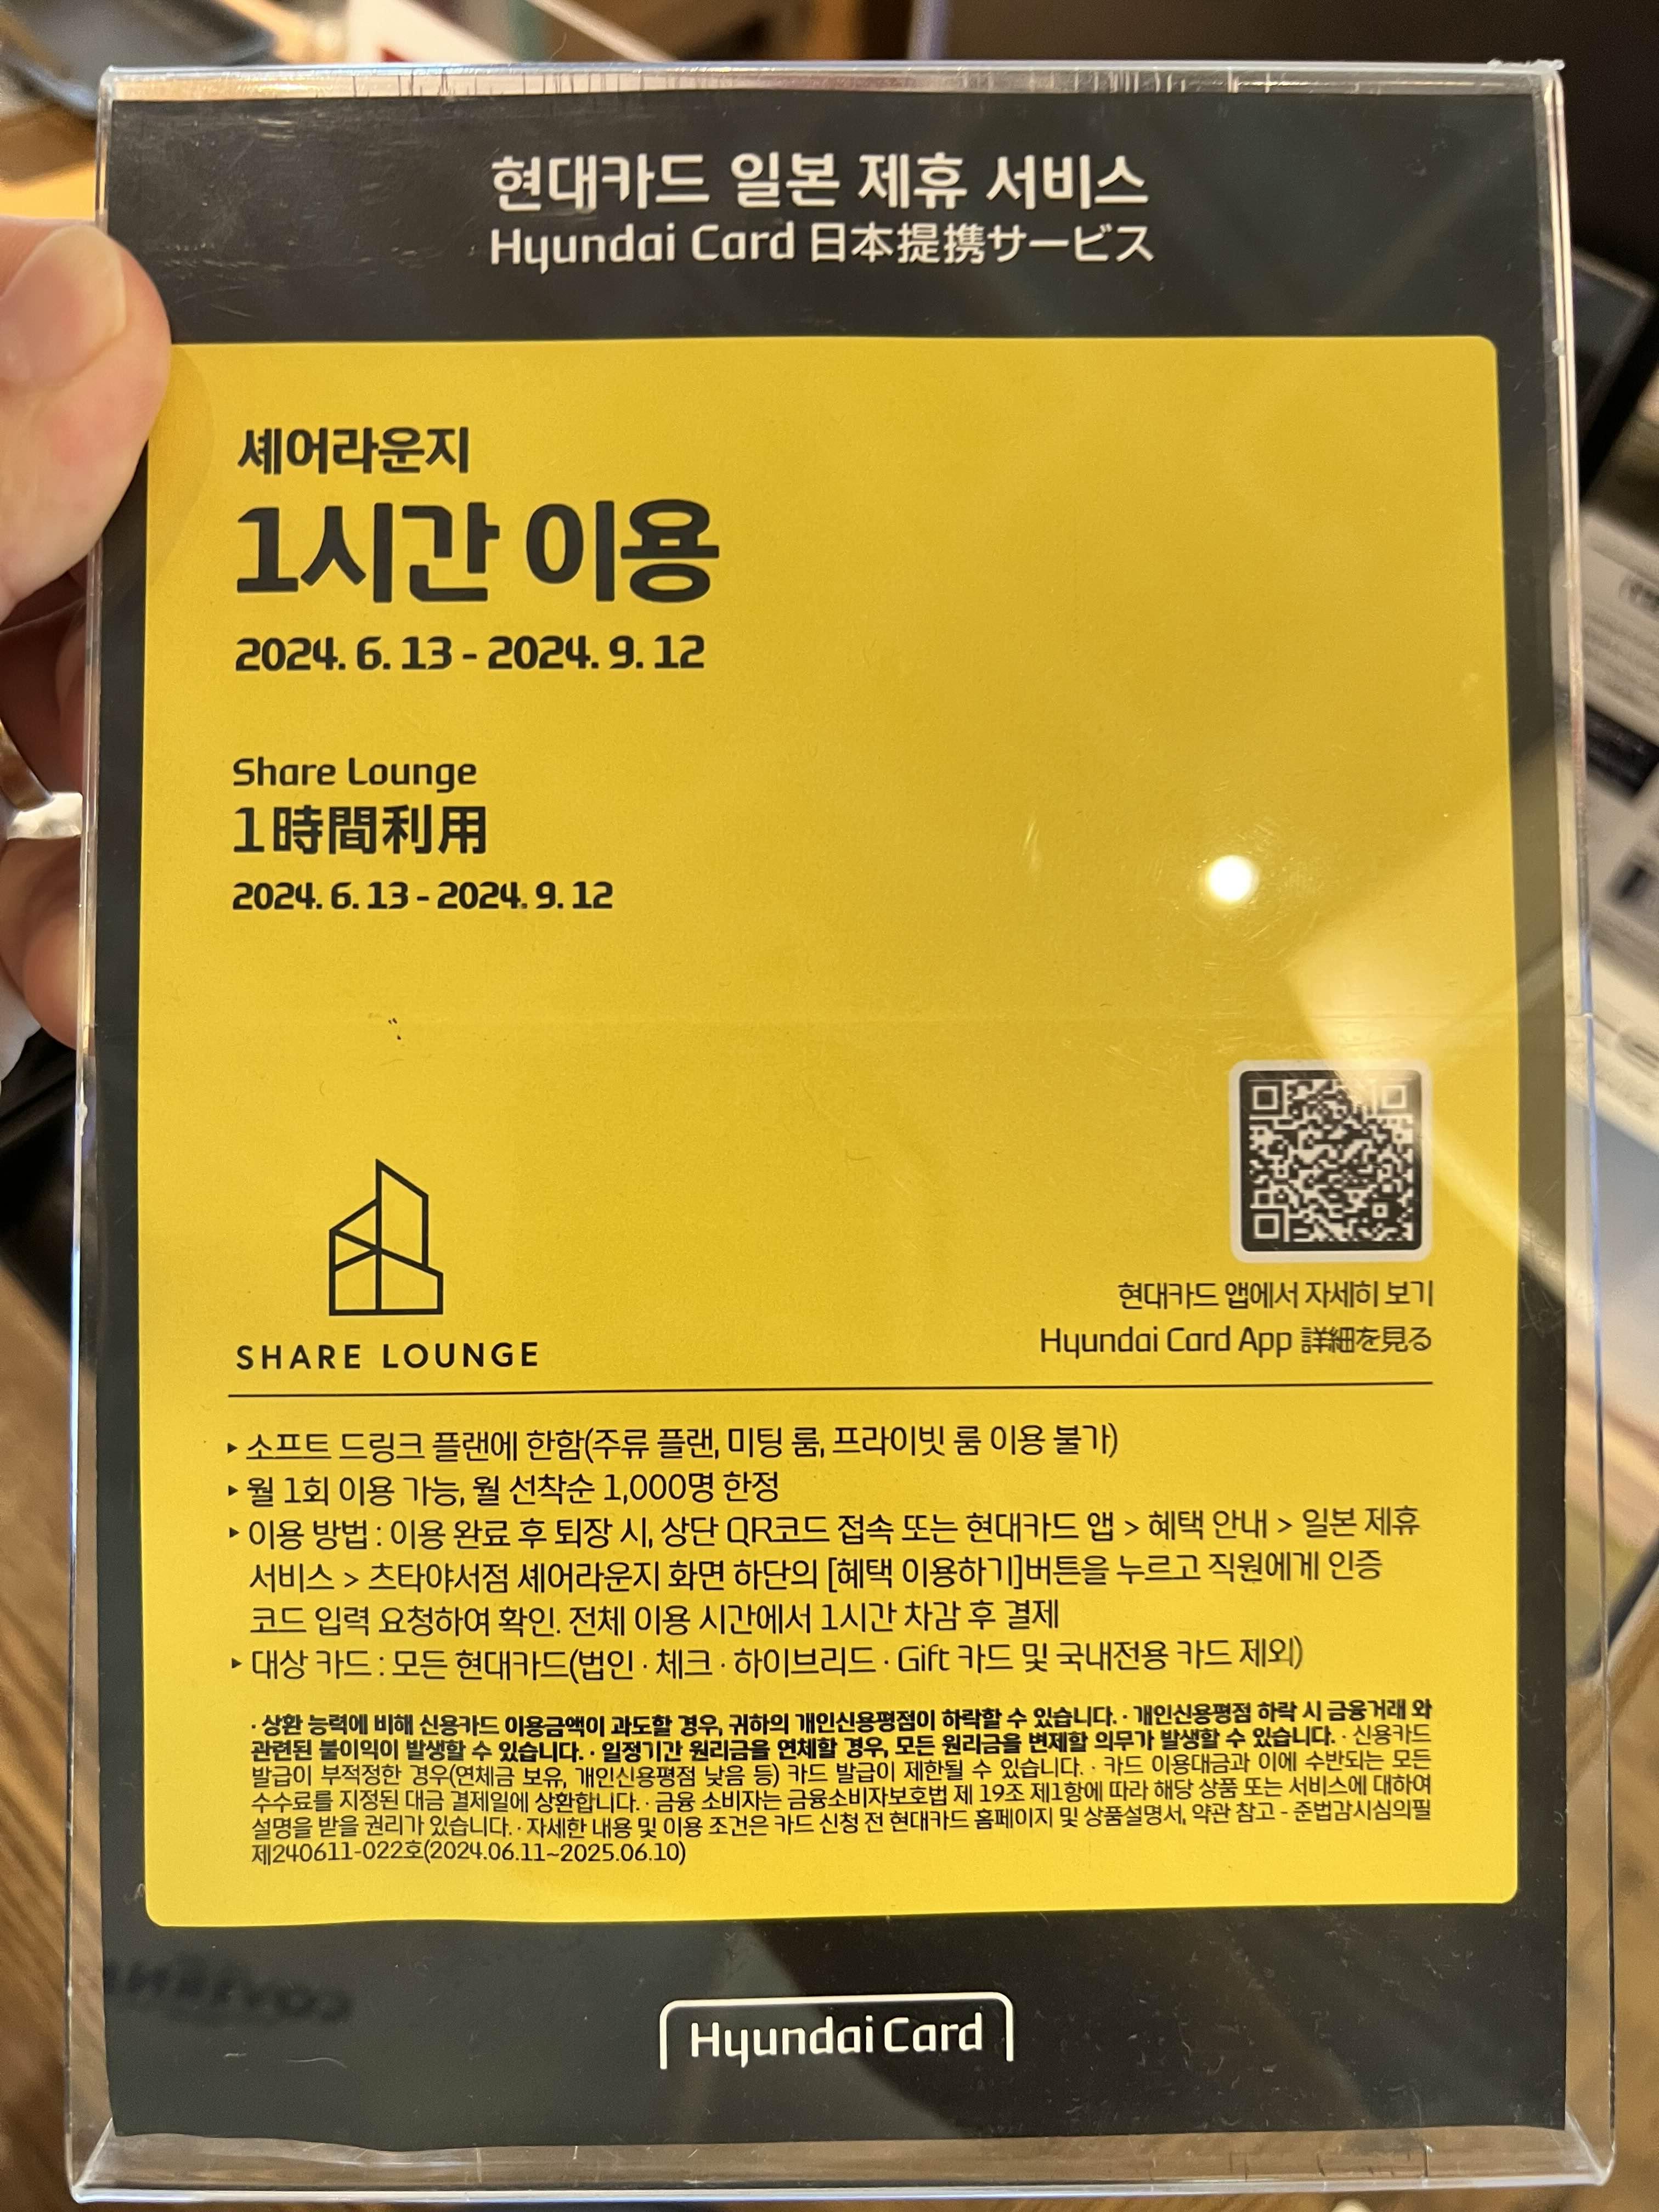 현대카드 일본 제휴 서비스
Hyundai Card 日本提携サービス
셰어라운지
1시간 이용
2024. 6. 13 - 2024. 9. 12
Share Lounge
1時間利用
2024. 6. 13 - 2024. 9. 12
SHARE LOUNGE
현대카드 앱에서 자세히 보기
Hyundai Card App 詳細を見る
▸ 소프트 드링크 플랜에 한함(주류 플랜, 미팅 룸, 프라이빗 룸 이용 불가)
▸ 월 1회 이용 가능, 월 선착순 1,000명 한정
▸ 이용 방법 : 이용 완료 후 퇴장 시, 상단 QR코드 접속 또는 현대카드 앱 > 혜택 안내 > 일본 제휴
서비스 > 츠타야서점 셰어라운지 화면 하단의 [혜택 이용하기]버튼을 누르고 직원에게 인증
코드 입력 요청하여 확인. 전체 이용 시간에서 1시간 차감 후 결제
▸ 대상 카드 : 모든 현대카드(법인 · 체크 · 하이브리드 · Gift 카드 및 국내전용 카드 제외)
· 상환 능력에 비해 신용카드 이용금액이 과도할 경우, 귀하의 개인신용평점이 하락할 수 있습니다. · 개인신용평점 하락 시 금융거래 와
관련된 불이익이 발생할 수 있습니다. · 일정기간 원리금을 연체할 경우, 모든 원리금을 변제할 의무가 발생할 수 있습니다. · 신용카드
발급이 부적정한 경우(연체금 보유, 개인신용평점 낮음 등) 카드 발급이 제한될 수 있습니다. · 카드 이용대금과 이에 수반되는 모든
수수료를 지정된 대금 결제일에 상환합니다. · 금융 소비자는 금융소비자보호법 제 19조 제1항에 따라 해당 상품 또는 서비스에 대하여
설명을 받을 권리가 있습니다. · 자세한 내용 및 이용 조건은 카드 신청 전 현대카드 홈페이지 및 상품설명서, 약관 참고 - 준법감시심의필
제240611-022호(2024.06.11~2025.06.10)
Hyundai Card